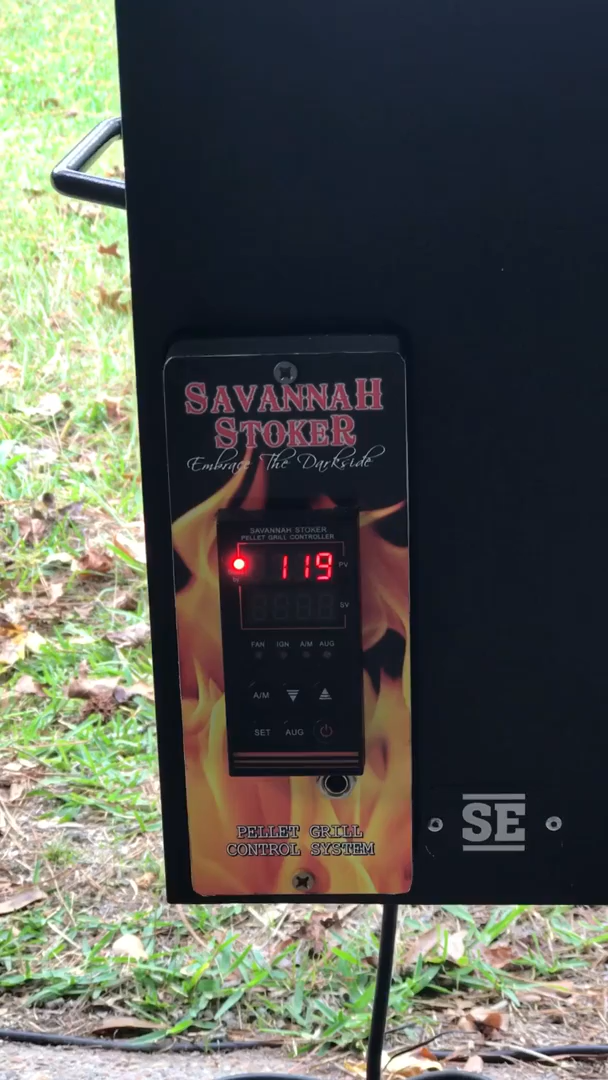 SAVANNAH
STOKER
Embrace The Darkside
SAVANNAH STOKER
PELLET GRILL CONTROLLER
119 PV
SV
FAN IGN A/M AUG
A/M
SET AUG
PELLET GRILL
CONTROL SYSTEM
SE